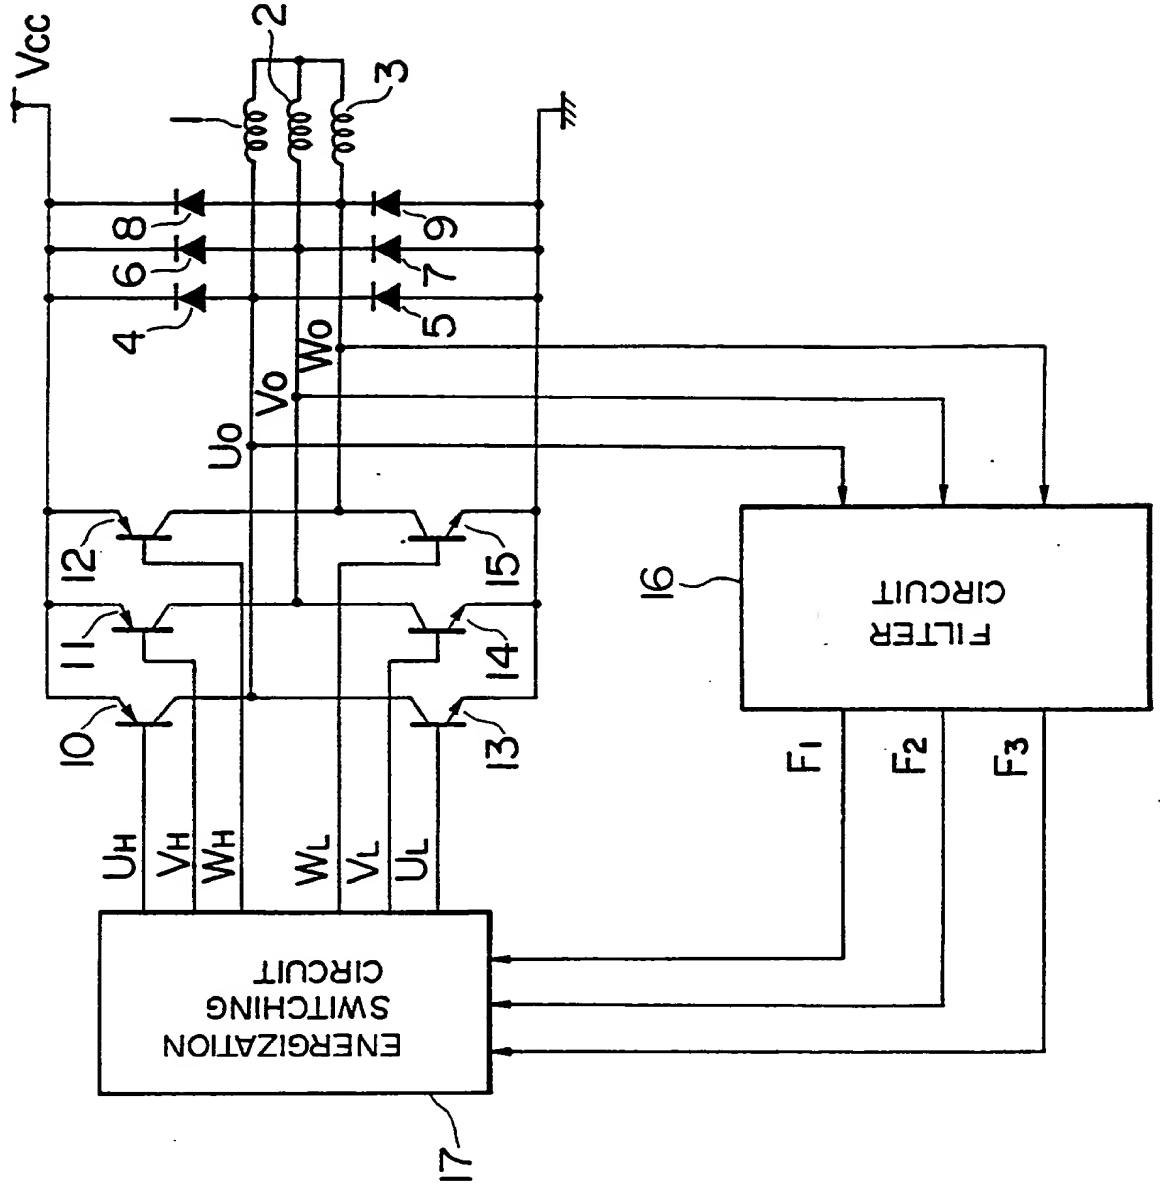 Vcc
1
2
3
8
6
4
9
7
5
Uo
Vo
Wo
12
11
10
15
14
13
UH
VH
WH
WL
VL
UL
ENERGIZATION
SWITCHING
CIRCUIT
17
16
FILTER
CIRCUIT
F1
F2
F3